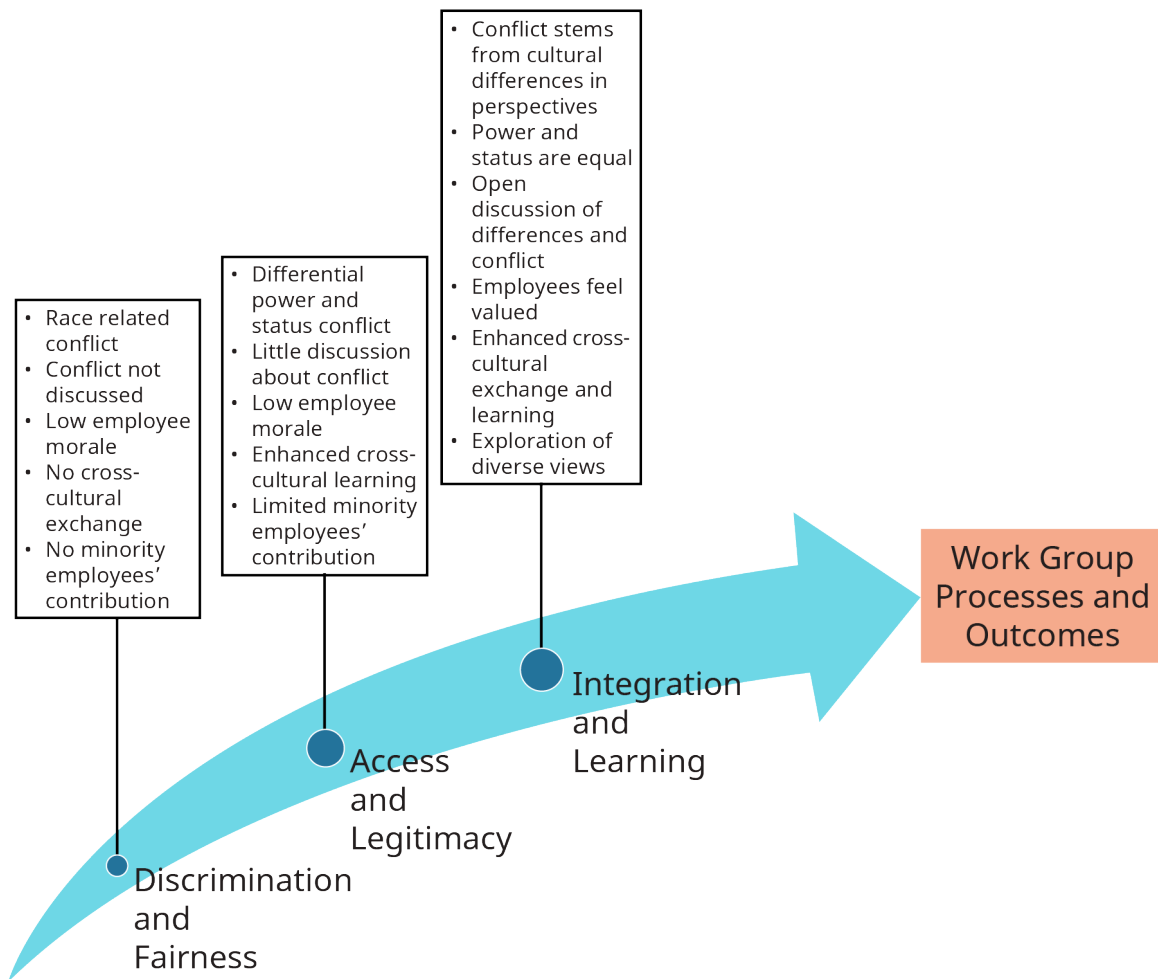 • Race related
conflict
• Conflict not
discussed
• Low employee
morale
• No cross-
cultural
exchange
• No minority
employees’
contribution
• Differential
power and
status conflict
• Little discussion
about conflict
• Low employee
morale
• Enhanced cross-
cultural learning
• Limited minority
employees’
contribution
• Conflict stems
from cultural
differences in
perspectives
• Power and
status are equal
• Open
discussion of
differences and
conflict
• Employees feel
valued
• Enhanced cross-
cultural
exchange and
learning
• Exploration of
diverse views
Discrimination
and
Fairness
Access
and
Legitimacy
Integration
and
Learning
Work Group
Processes and
Outcomes